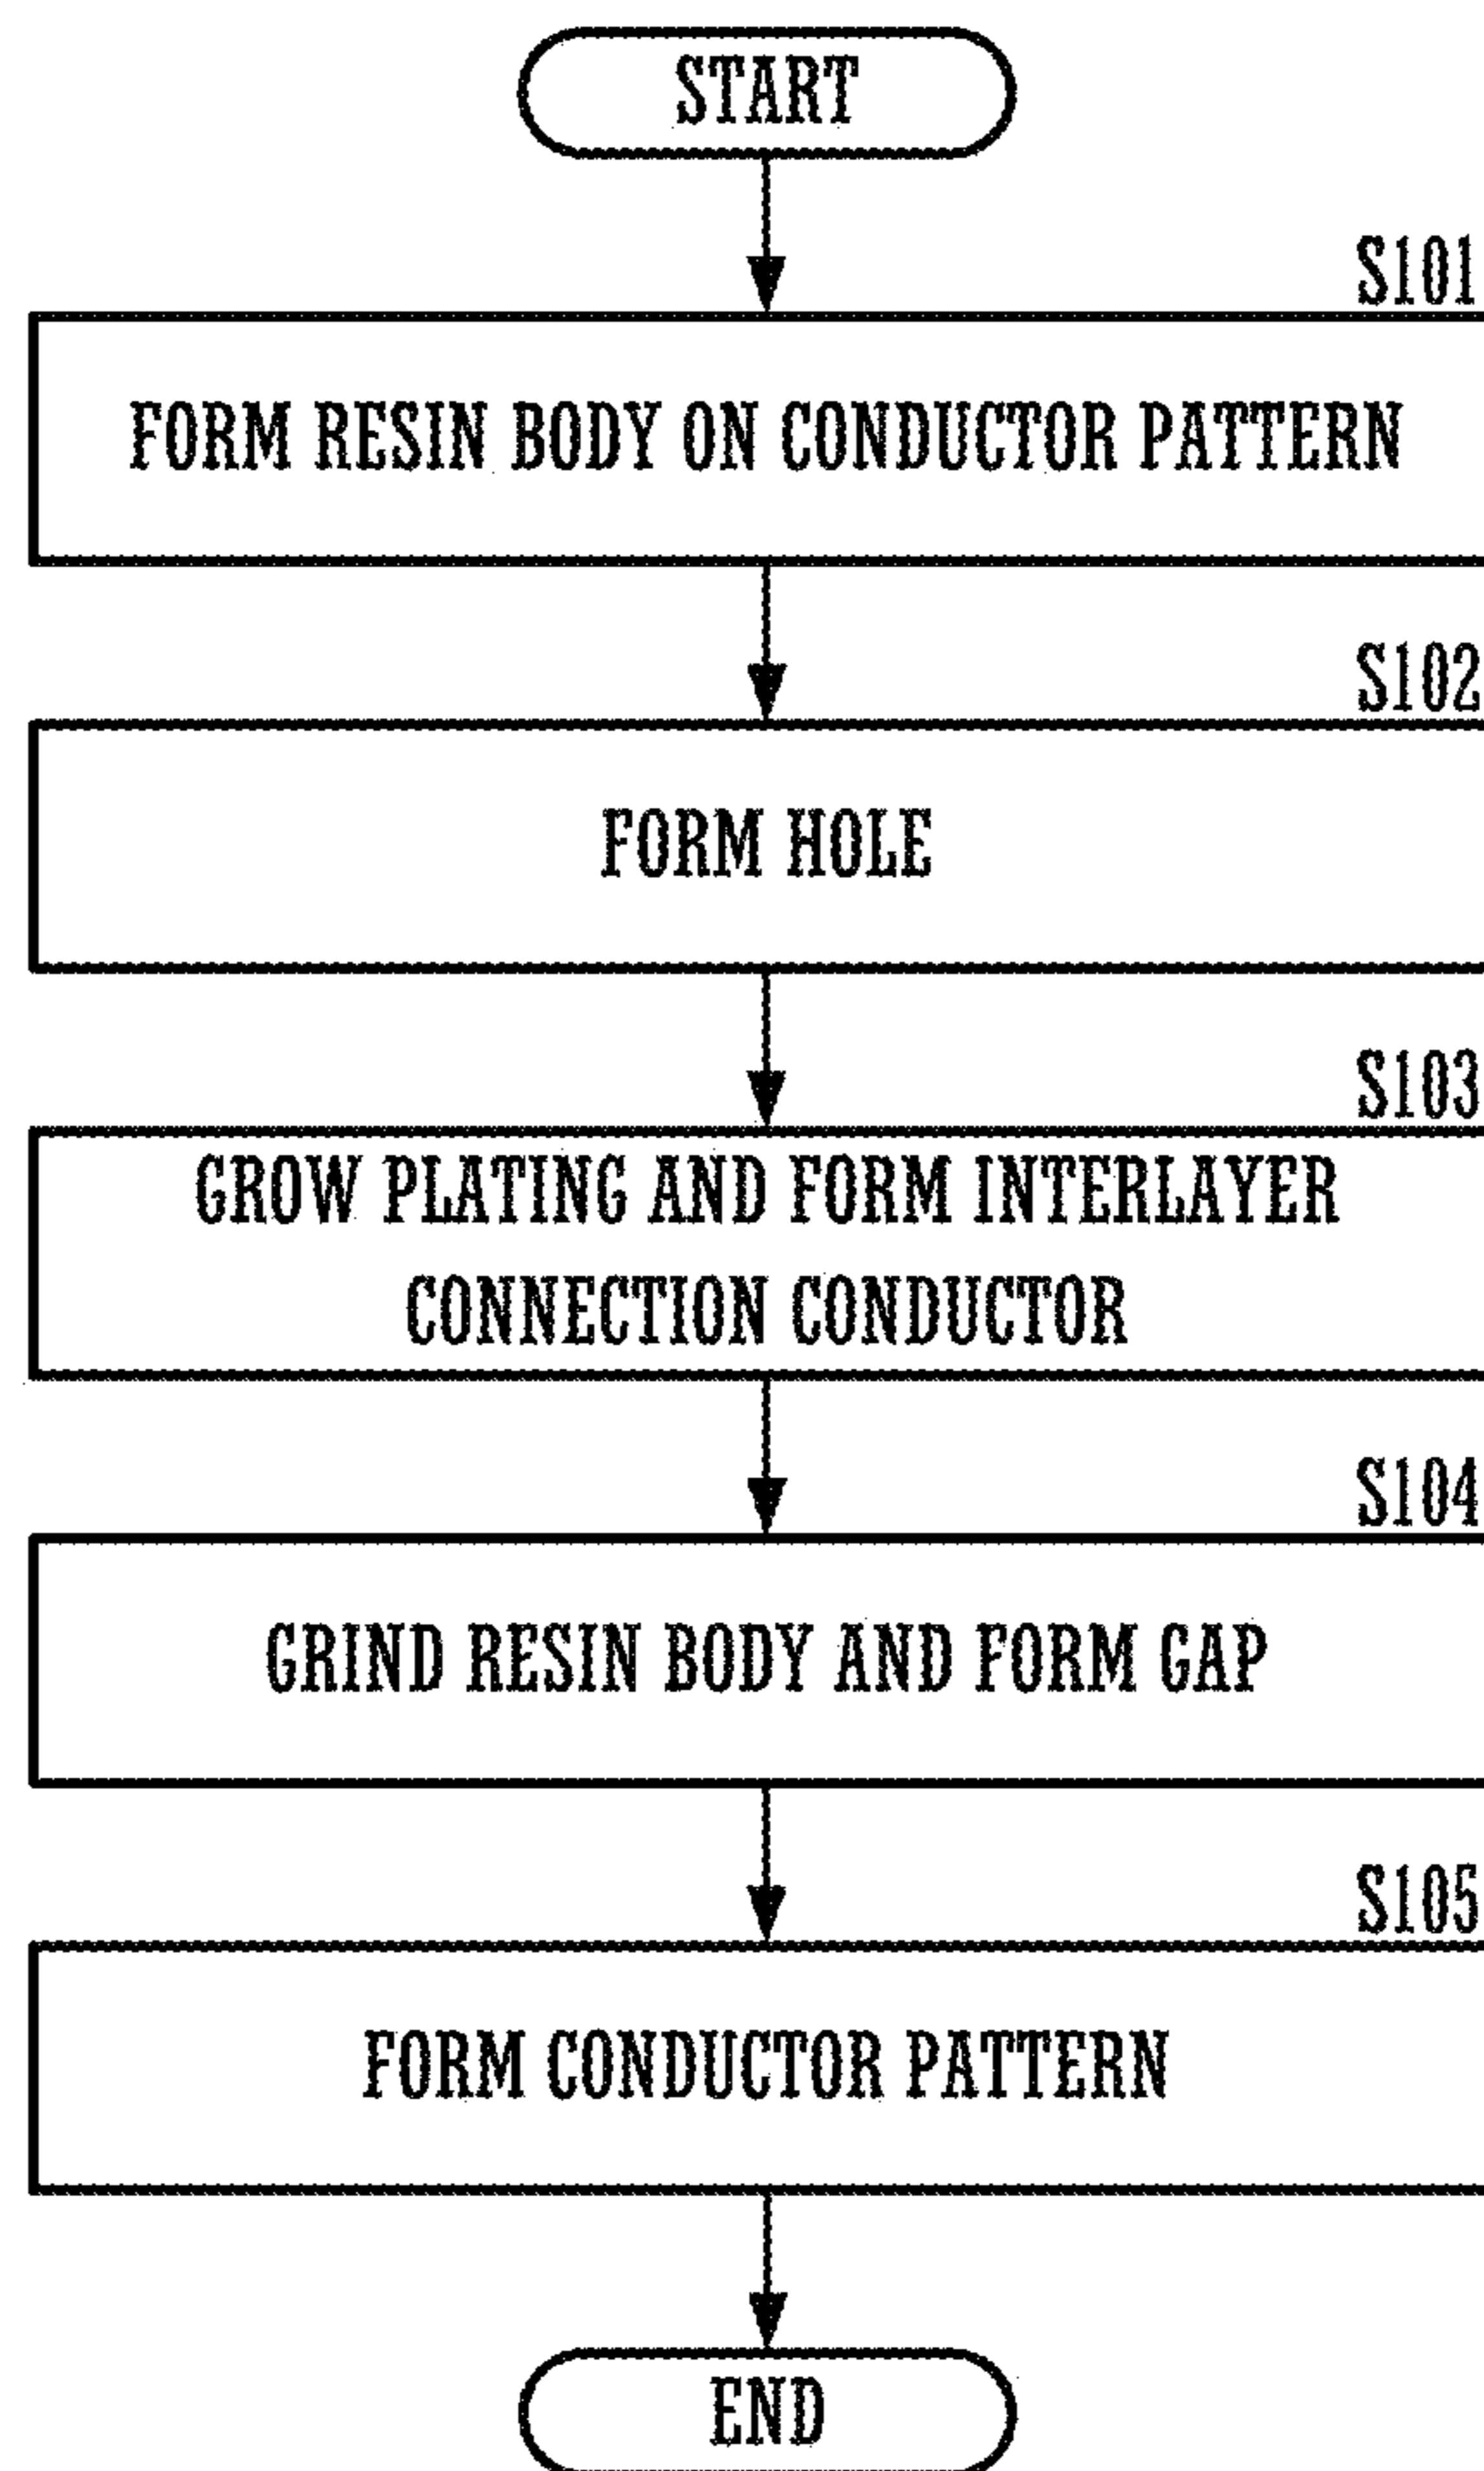 START
S101
FORM RESIN BODY ON CONDUCTOR PATTERN
S102
FORM HOLE
S103
GROW PLATING AND FORM INTERLAYER
CONNECTION CONDUCTOR
S104
GRIND RESIN BODY AND FORM GAP
S105
FORM CONDUCTOR PATTERN
END